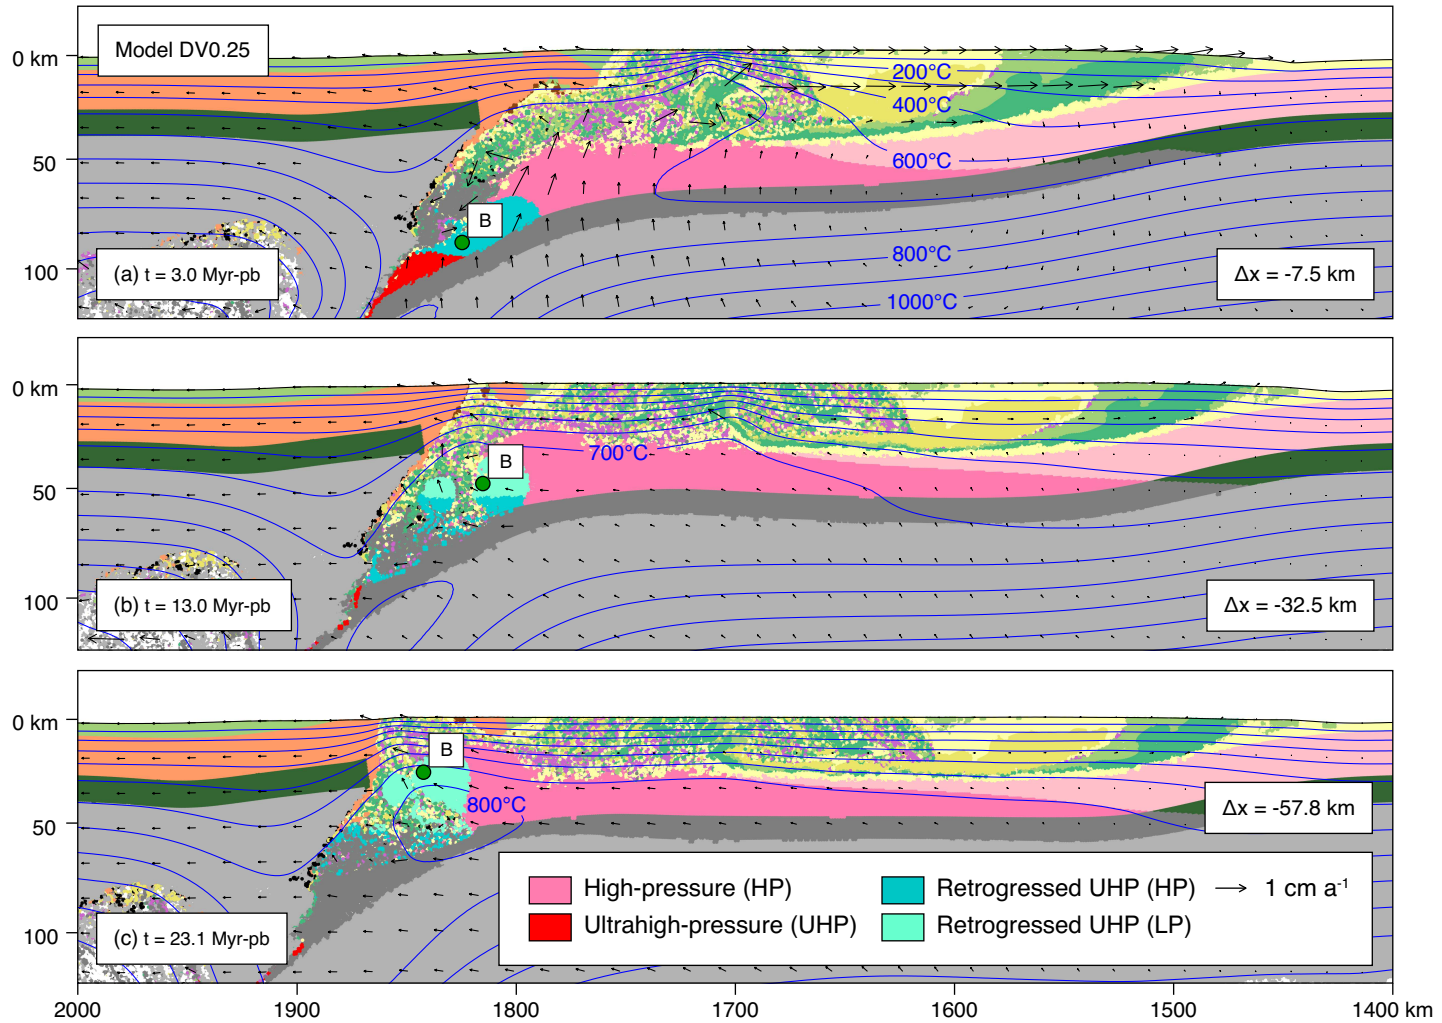 Model DV0.25
0 km
50
100
200°C
400°C
600°C
800°C
1000°C
B
(a) t = 3.0 Myr-pb
Δx = -7.5 km
0 km
50
100
700°C
B
(b) t = 13.0 Myr-pb
Δx = -32.5 km
0 km
50
100
B
800°C
(c) t = 23.1 Myr-pb
Δx = -57.8 km
High-pressure (HP)
Retrogressed UHP (HP)
1 cm a⁻¹
Ultrahigh-pressure (UHP)
Retrogressed UHP (LP)
2000 1900 1800 1700 1600 1500 1400 km